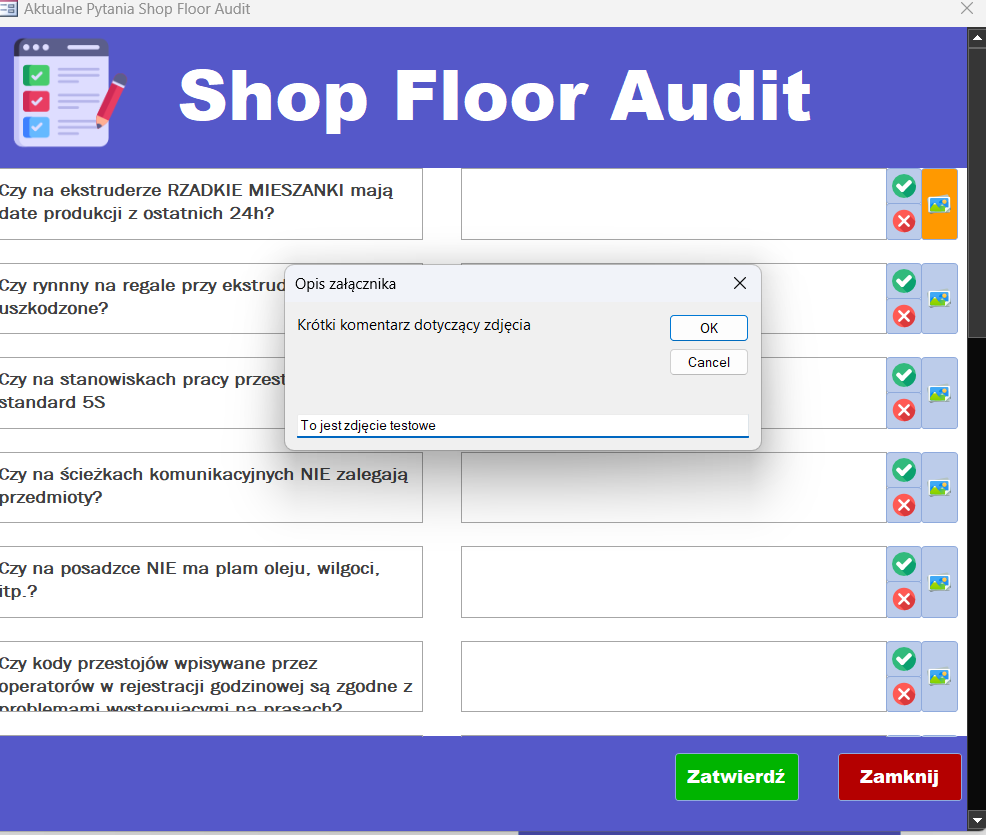 Aktualne Pytania Shop Floor Audit
Shop Floor Audit
Czy na ekstruderze RZADKIE MIESZANKI mają
date produkcji z ostatnich 24h?
Czy rynnny na regale przy ekstrud
uszkodzone?
Opis załącznika
Krótki komentarz dotyczący zdjęcia
OK
Cancel
To jest zdjęcie testowe
Czy na stanowiskach pracy przest
standard 5S
Czy na ścieżkach komunikacyjnych NIE zalegają
przedmioty?
Czy na posadzce NIE ma plam oleju, wilgoci,
itp.?
Czy kody przestojów wpisywane przez
operatorów w rejestracji godzinowej są zgodne z
problemami występującymi na prasach?
Zatwierdź
Zamknij